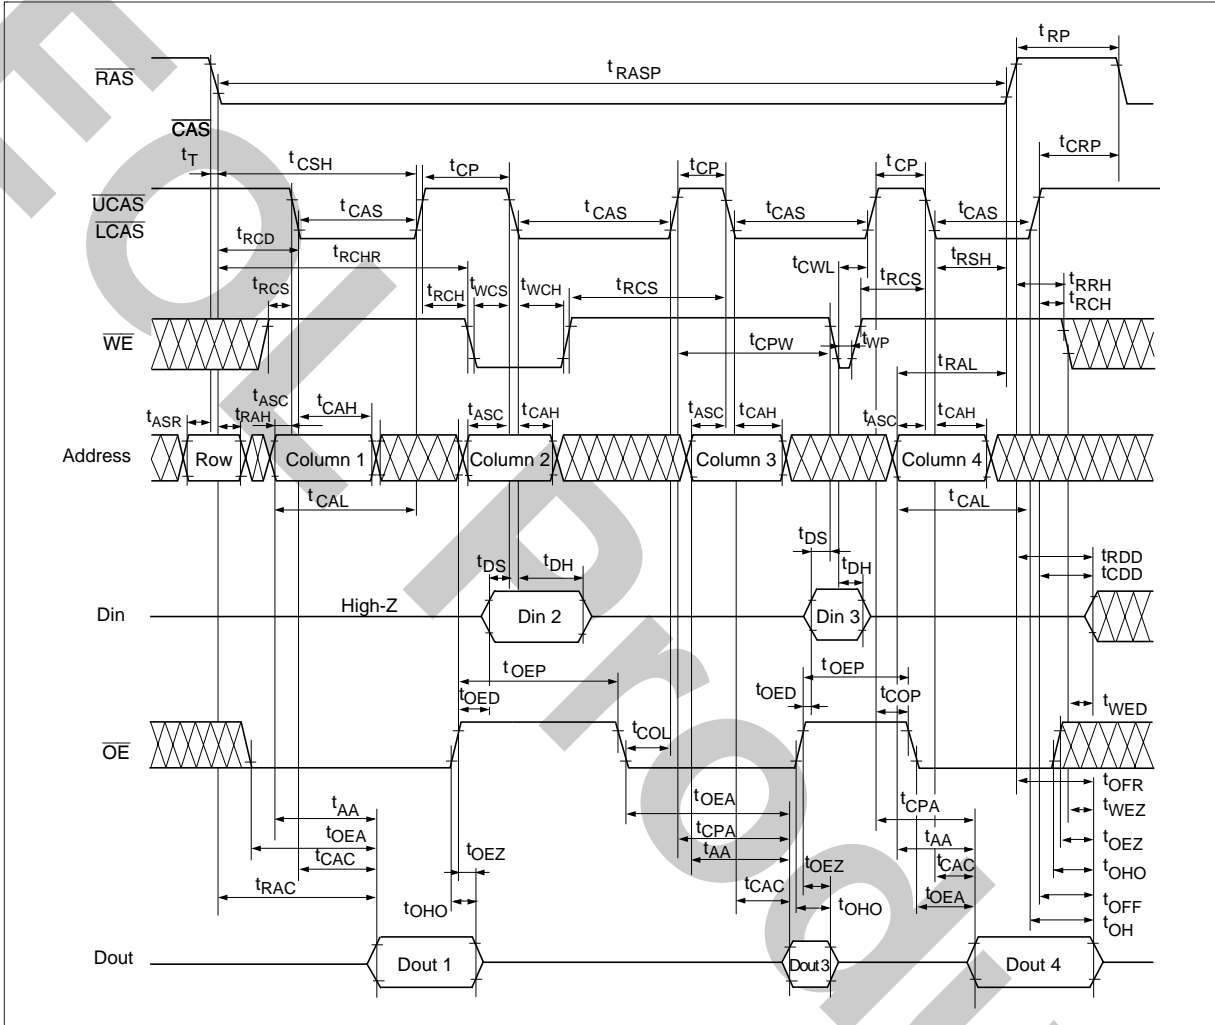 tRP
RAS
tRASP
CAS
tT
tCSH
tCP
tCP
tCP
tCRP
UCAS
LCAS
tCAS
tCAS
tCAS
tCAS
tRCD
tRCHR
tCWL
tRSH
tRCS
tRCH
tWCS
tWCH
tRCS
tRCS
tRRH
tRCH
WE
tCPW
tWP
tRAL
tASR
tRAH
tASC
tCAH
tASC
tCAH
tASC
tCAH
tASC
tCAH
Address
Row
Column 1
Column 2
Column 3
Column 4
tCAL
tCAL
tDS
tDH
tDS
tDH
tRDD
tCDD
Din
High-Z
Din 2
Din 3
tOEP
tOEP
tOED
tOED
tCOP
tWED
OE
tCOL
tOFR
tAA
tOEA
tCPA
tWEZ
tOEA
tCPA
tAA
tOEZ
tCAC
tOEZ
tAA
tOEZ
tCAC
tOHO
tRAC
tOHO
tCAC
tOHO
tOEA
tOFF
tOH
Dout
Dout 1
Dout 3
Dout 4
EOL Prod